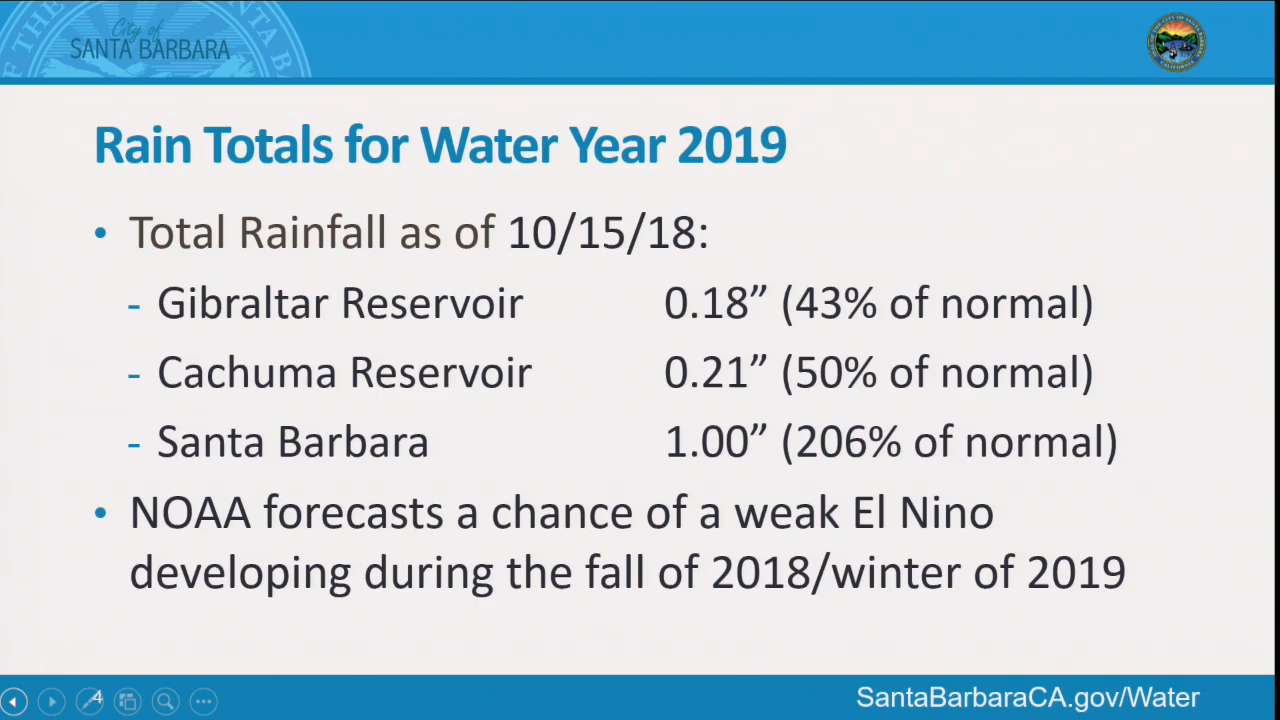 City of
SANTA BARBARA
Rain Totals for Water Year 2019
• Total Rainfall as of 10/15/18:
- Gibraltar Reservoir 0.18” (43% of normal)
- Cachuma Reservoir 0.21” (50% of normal)
- Santa Barbara 1.00” (206% of normal)
• NOAA forecasts a chance of a weak El Nino
developing during the fall of 2018/winter of 2019
4
SantaBarbaraCA.gov/Water